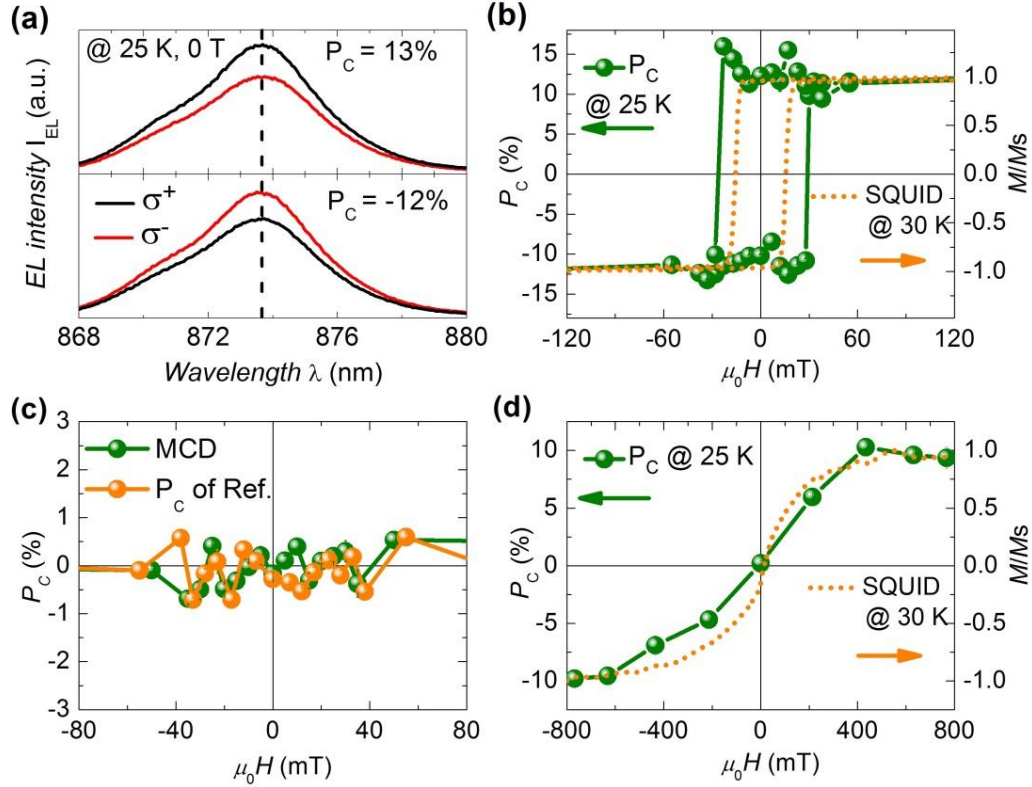 (a)
@ 25 K, 0 T
P_C = 13%
P_C = -12%
σ⁺
σ⁻
EL intensity I_EL (a.u.)
868 872 876 880
Wavelength λ (nm)
(b)
P_C
@ 25 K
SQUID
@ 30 K
15
10
5
0
-5
-10
-15
P_C (%)
1.0
0.5
0.0
-0.5
-1.0
M/Ms
-120 -60 0 60 120
μ₀H (mT)
(c)
MCD
P_C of Ref.
3
2
1
0
-1
-2
-3
P_C (%)
-80 -40 0 40 80
μ₀H (mT)
(d)
P_C @ 25 K
SQUID
@ 30 K
10
5
0
-5
-10
P_C (%)
1.0
0.5
0.0
-0.5
-1.0
M/Ms
-800 -400 0 400 800
μ₀H (mT)